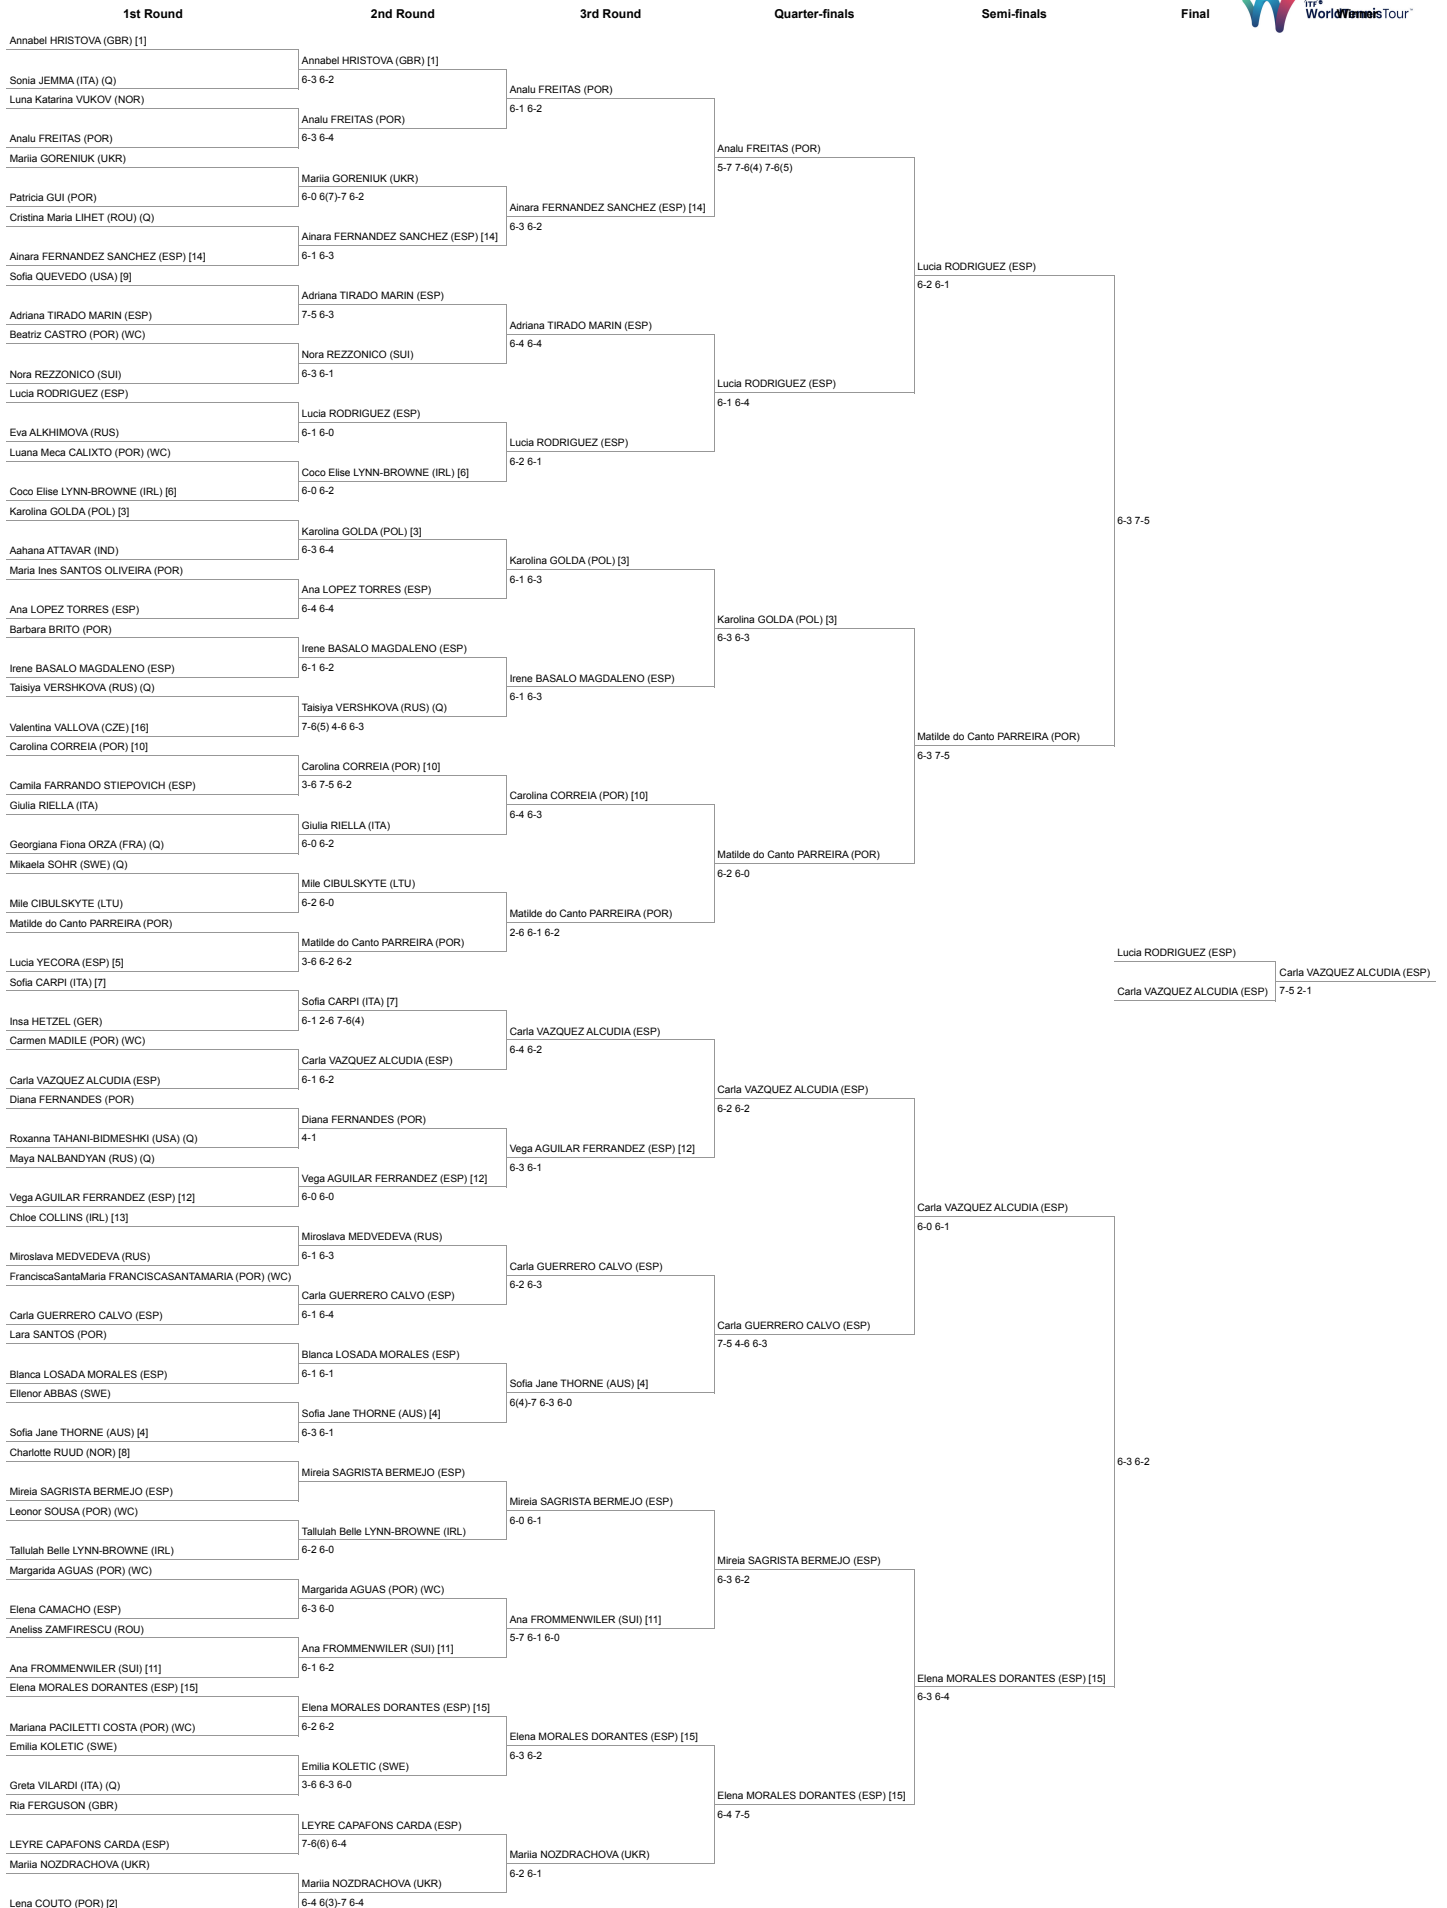 1st Round
2nd Round
3rd Round
Quarter-finals
Semi-finals
Final
ITF®
World Tennis Tour
Annabel HRISTOVA (GBR) [1]
Sonia JEMMA (ITA) (Q)
Luna Katarina VUKOV (NOR)
Analu FREITAS (POR)
Mariia GORENIUK (UKR)
Patricia GUI (POR)
Cristina Maria LIHET (ROU) (Q)
Ainara FERNANDEZ SANCHEZ (ESP) [14]
Sofia QUEVEDO (USA) [9]
Adriana TIRADO MARIN (ESP)
Beatriz CASTRO (POR) (WC)
Nora REZZONICO (SUI)
Lucia RODRIGUEZ (ESP)
Eva ALKHIMOVA (RUS)
Luana Meca CALIXTO (POR) (WC)
Coco Elise LYNN-BROWNE (IRL) [6]
Karolina GOLDA (POL) [3]
Aahana ATTAVAR (IND)
Maria Ines SANTOS OLIVEIRA (POR)
Ana LOPEZ TORRES (ESP)
Barbara BRITO (POR)
Irene BASALO MAGDALENO (ESP)
Taisiya VERSHKOVA (RUS) (Q)
Valentina VALLOVA (CZE) [16]
Carolina CORREIA (POR) [10]
Camila FARRANDO STIEPOVICH (ESP)
Giulia RIELLA (ITA)
Georgiana Fiona ORZA (FRA) (Q)
Mikaela SOHR (SWE) (Q)
Mile CIBULSKYTE (LTU)
Matilde do Canto PARREIRA (POR)
Lucia YECORA (ESP) [5]
Sofia CARPI (ITA) [7]
Insa HETZEL (GER)
Carmen MADILE (POR) (WC)
Carla VAZQUEZ ALCUDIA (ESP)
Diana FERNANDES (POR)
Roxanna TAHANI-BIDMESHKI (USA) (Q)
Maya NALBANDYAN (RUS) (Q)
Vega AGUILAR FERRANDEZ (ESP) [12]
Chloe COLLINS (IRL) [13]
Miroslava MEDVEDEVA (RUS)
FranciscaSantaMaria FRANCISCASANTAMARIA (POR) (WC)
Carla GUERRERO CALVO (ESP)
Lara SANTOS (POR)
Blanca LOSADA MORALES (ESP)
Ellenor ABBAS (SWE)
Sofia Jane THORNE (AUS) [4]
Charlotte RUUD (NOR) [8]
Mireia SAGRISTA BERMEJO (ESP)
Leonor SOUSA (POR) (WC)
Tallulah Belle LYNN-BROWNE (IRL)
Margarida AGUAS (POR) (WC)
Elena CAMACHO (ESP)
Aneliss ZAMFIRESCU (ROU)
Ana FROMMENWILER (SUI) [11]
Elena MORALES DORANTES (ESP) [15]
Mariana PACILETTI COSTA (POR) (WC)
Emilia KOLETIC (SWE)
Greta VILARDI (ITA) (Q)
Ria FERGUSON (GBR)
LEYRE CAPAFONS CARDA (ESP)
Mariia NOZDRACHOVA (UKR)
Lena COUTO (POR) [2]
Annabel HRISTOVA (GBR) [1]
6-3 6-2
Analu FREITAS (POR)
6-3 6-4
Mariia GORENIUK (UKR)
6-0 6(7)-7 6-2
Ainara FERNANDEZ SANCHEZ (ESP) [14]
6-1 6-3
Adriana TIRADO MARIN (ESP)
7-5 6-3
Nora REZZONICO (SUI)
6-3 6-1
Lucia RODRIGUEZ (ESP)
6-1 6-0
Coco Elise LYNN-BROWNE (IRL) [6]
6-0 6-2
Karolina GOLDA (POL) [3]
6-3 6-4
Ana LOPEZ TORRES (ESP)
6-4 6-4
Irene BASALO MAGDALENO (ESP)
6-1 6-2
Taisiya VERSHKOVA (RUS) (Q)
7-6(5) 4-6 6-3
Carolina CORREIA (POR) [10]
3-6 7-5 6-2
Giulia RIELLA (ITA)
6-0 6-2
Mile CIBULSKYTE (LTU)
6-2 6-0
Matilde do Canto PARREIRA (POR)
3-6 6-2 6-2
Sofia CARPI (ITA) [7]
6-1 2-6 7-6(4)
Carla VAZQUEZ ALCUDIA (ESP)
6-1 6-2
Diana FERNANDES (POR)
4-1
Vega AGUILAR FERRANDEZ (ESP) [12]
6-0 6-0
Miroslava MEDVEDEVA (RUS)
6-1 6-3
Carla GUERRERO CALVO (ESP)
6-1 6-4
Blanca LOSADA MORALES (ESP)
6-1 6-1
Sofia Jane THORNE (AUS) [4]
6-3 6-1
Mireia SAGRISTA BERMEJO (ESP)
Tallulah Belle LYNN-BROWNE (IRL)
6-2 6-0
Margarida AGUAS (POR) (WC)
6-3 6-0
Ana FROMMENWILER (SUI) [11]
6-1 6-2
Elena MORALES DORANTES (ESP) [15]
6-2 6-2
Emilia KOLETIC (SWE)
3-6 6-3 6-0
LEYRE CAPAFONS CARDA (ESP)
7-6(6) 6-4
Mariia NOZDRACHOVA (UKR)
6-4 6(3)-7 6-4
Analu FREITAS (POR)
6-1 6-2
Ainara FERNANDEZ SANCHEZ (ESP) [14]
6-3 6-2
Adriana TIRADO MARIN (ESP)
6-4 6-4
Lucia RODRIGUEZ (ESP)
6-2 6-1
Karolina GOLDA (POL) [3]
6-1 6-3
Irene BASALO MAGDALENO (ESP)
6-1 6-3
Carolina CORREIA (POR) [10]
6-4 6-3
Matilde do Canto PARREIRA (POR)
2-6 6-1 6-2
Carla VAZQUEZ ALCUDIA (ESP)
6-4 6-2
Vega AGUILAR FERRANDEZ (ESP) [12]
6-3 6-1
Carla GUERRERO CALVO (ESP)
6-2 6-3
Sofia Jane THORNE (AUS) [4]
6(4)-7 6-3 6-0
Mireia SAGRISTA BERMEJO (ESP)
6-0 6-1
Ana FROMMENWILER (SUI) [11]
5-7 6-1 6-0
Elena MORALES DORANTES (ESP) [15]
6-3 6-2
Mariia NOZDRACHOVA (UKR)
6-2 6-1
Analu FREITAS (POR)
5-7 7-6(4) 7-6(5)
Lucia RODRIGUEZ (ESP)
6-1 6-4
Karolina GOLDA (POL) [3]
6-3 6-3
Matilde do Canto PARREIRA (POR)
6-2 6-0
Carla VAZQUEZ ALCUDIA (ESP)
6-2 6-2
Carla GUERRERO CALVO (ESP)
7-5 4-6 6-3
Mireia SAGRISTA BERMEJO (ESP)
6-3 6-2
Elena MORALES DORANTES (ESP) [15]
6-4 7-5
Lucia RODRIGUEZ (ESP)
6-2 6-1
Matilde do Canto PARREIRA (POR)
6-3 7-5
Carla VAZQUEZ ALCUDIA (ESP)
6-0 6-1
Elena MORALES DORANTES (ESP) [15]
6-3 6-4
6-3 7-5
Lucia RODRIGUEZ (ESP)
Carla VAZQUEZ ALCUDIA (ESP)
6-3 6-2
Carla VAZQUEZ ALCUDIA (ESP)
7-5 2-1